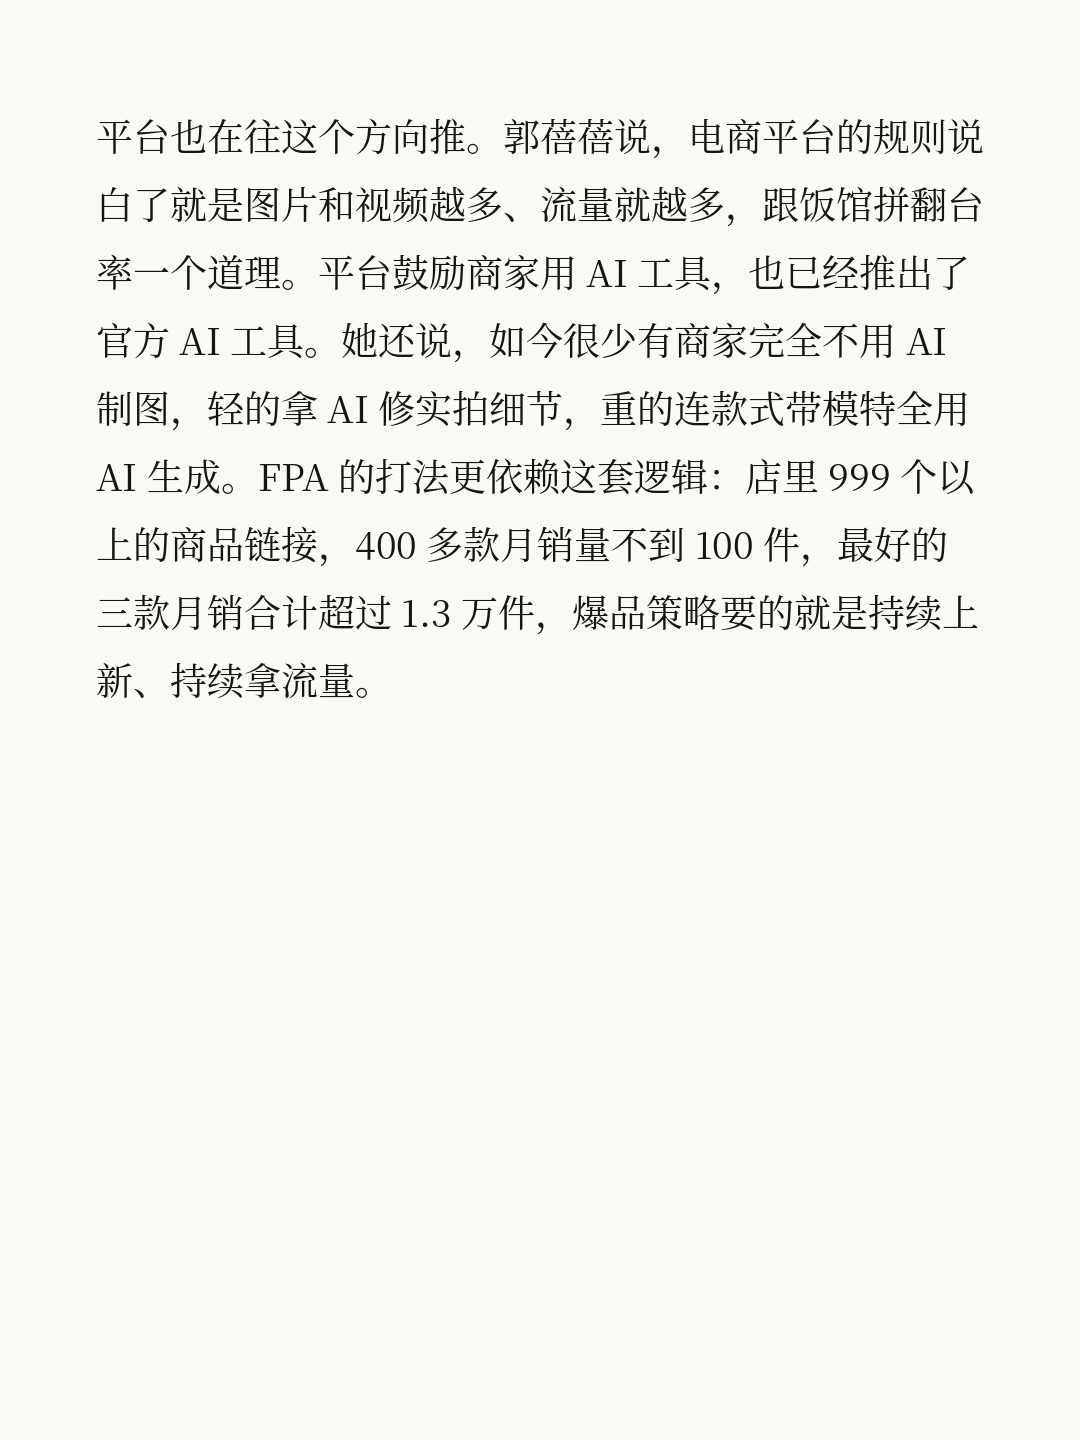 平台也在往这个方向推。郭蓓蓓说，电商平台的规则说
白了就是图片和视频越多、流量就越多，跟饭馆拼翻台
率一个道理。平台鼓励商家用 AI 工具，也已经推出了
官方 AI 工具。她还说，如今很少有商家完全不用 AI
制图，轻的拿 AI 修实拍细节，重的连款式带模特全用
AI 生成。FPA 的打法更依赖这套逻辑：店里 999 个以
上的商品链接，400 多款月销量不到 100 件，最好的
三款月销合计超过 1.3 万件，爆品策略要的就是持续上
新、持续拿流量。